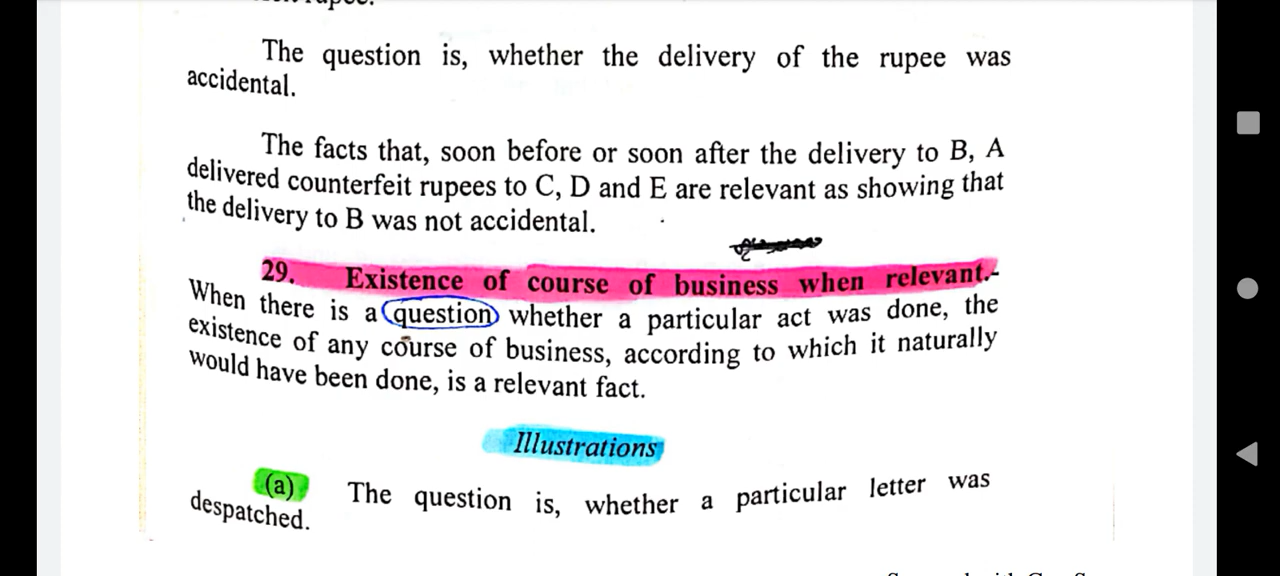 The question is, whether the delivery of the rupee was
accidental.
The facts that, soon before or soon after the delivery to B, A
delivered counterfeit rupees to C, D and E are relevant as showing that
the delivery to B was not accidental.
29. Existence of course of business when relevant.-
When there is a question whether a particular act was done, the
existence of any course of business, according to which it naturally
would have been done, is a relevant fact.
Illustrations
(a) The question is, whether a particular letter was
despatched.